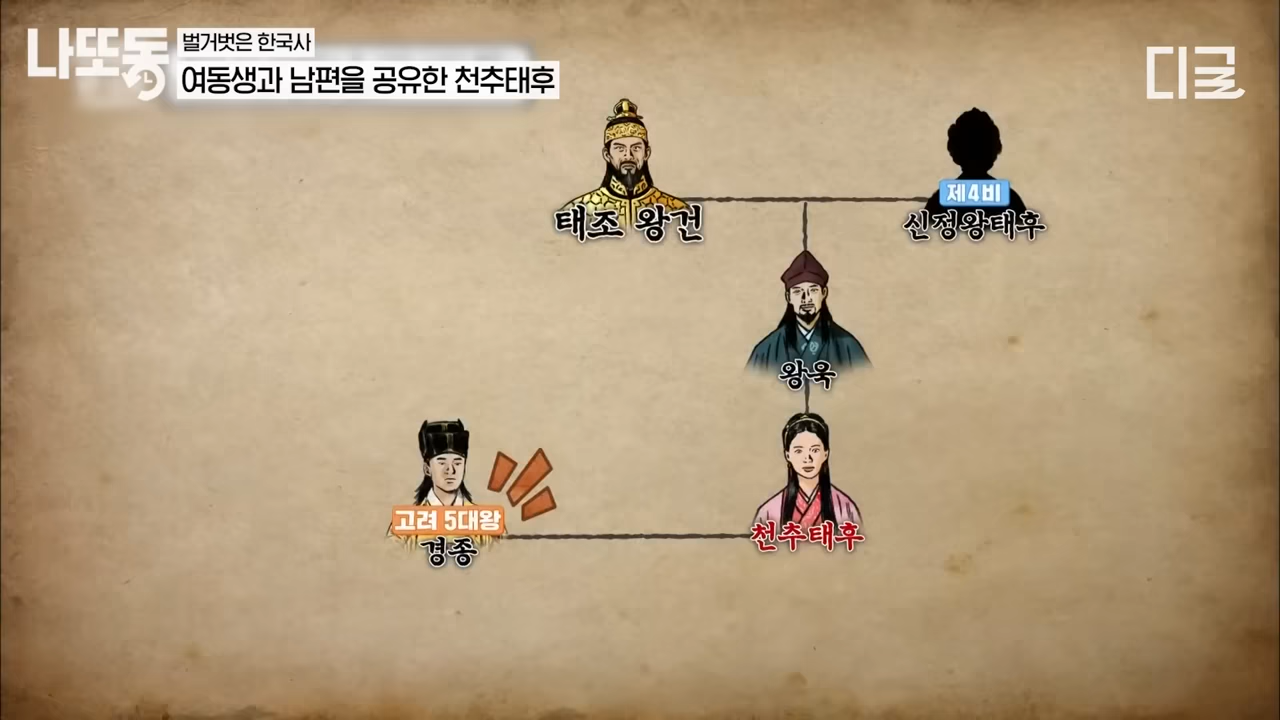 나또동
벌거벗은 한국사
여동생과 남편을 공유한 천추태후
디글
태조 왕건
제4비
신정왕태후
왕욱
고려 5대왕
경종
천추태후